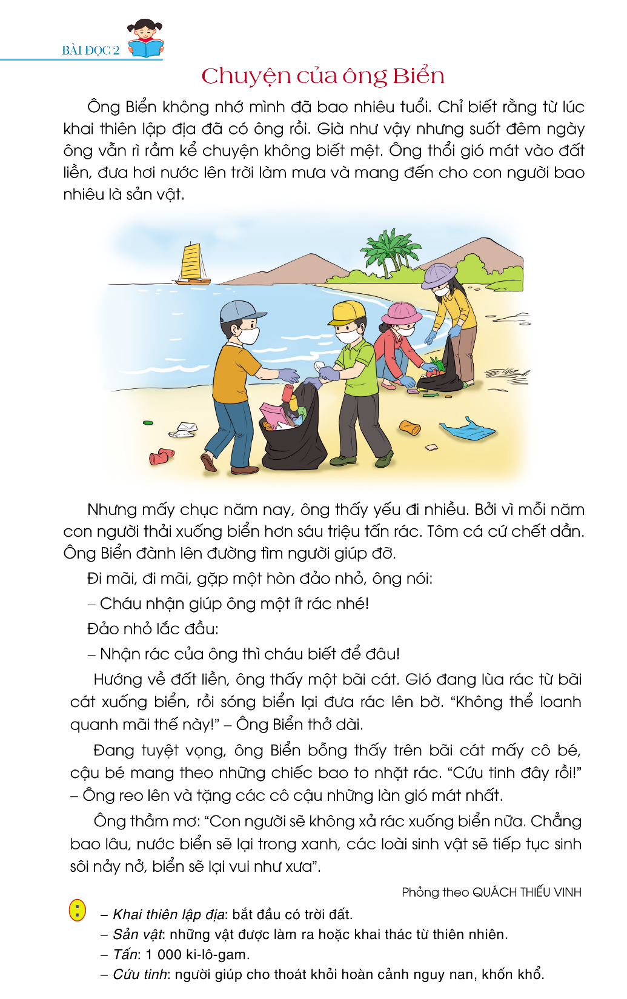 BÀI ĐỌC 2
Chuyện của ông Biển
Ông Biển không nhớ mình đã bao nhiêu tuổi. Chỉ biết rằng từ lúc
khai thiên lập địa đã có ông rồi. Già như vậy nhưng suốt đêm ngày
ông vẫn rì rầm kể chuyện không biết mệt. Ông thổi gió mát vào đất
liền, đưa hơi nước lên trời làm mưa và mang đến cho con người bao
nhiêu là sản vật.
Nhưng mấy chục năm nay, ông thấy yếu đi nhiều. Bởi vì mỗi năm
con người thải xuống biển hơn sáu triệu tấn rác. Tôm cá cứ chết dần.
Ông Biển đành lên đường tìm người giúp đỡ.
Đi mãi, đi mãi, gặp một hòn đảo nhỏ, ông nói:
– Cháu nhận giúp ông một ít rác nhé!
Đảo nhỏ lắc đầu:
– Nhận rác của ông thì cháu biết để đâu!
Hướng về đất liền, ông thấy một bãi cát. Gió đang lùa rác từ bãi
cát xuống biển, rồi sóng biển lại đưa rác lên bờ. “Không thể loanh
quanh mãi thế này!” – Ông Biển thở dài.
Đang tuyệt vọng, ông Biển bỗng thấy trên bãi cát mấy cô bé,
cậu bé mang theo những chiếc bao to nhặt rác. “Cứu tinh đây rồi!”
– Ông reo lên và tặng các cô cậu những làn gió mát nhất.
Ông thầm mơ: “Con người sẽ không xả rác xuống biển nữa. Chẳng
bao lâu, nước biển sẽ lại trong xanh, các loài sinh vật sẽ tiếp tục sinh
sôi nảy nở, biển sẽ lại vui như xưa”.
Phỏng theo QUÁCH THIẾU VINH
:
– Khai thiên lập địa: bắt đầu có trời đất.
– Sản vật: những vật được làm ra hoặc khai thác từ thiên nhiên.
– Tấn: 1 000 ki-lô-gam.
– Cứu tinh: người giúp cho thoát khỏi hoàn cảnh nguy nan, khốn khổ.